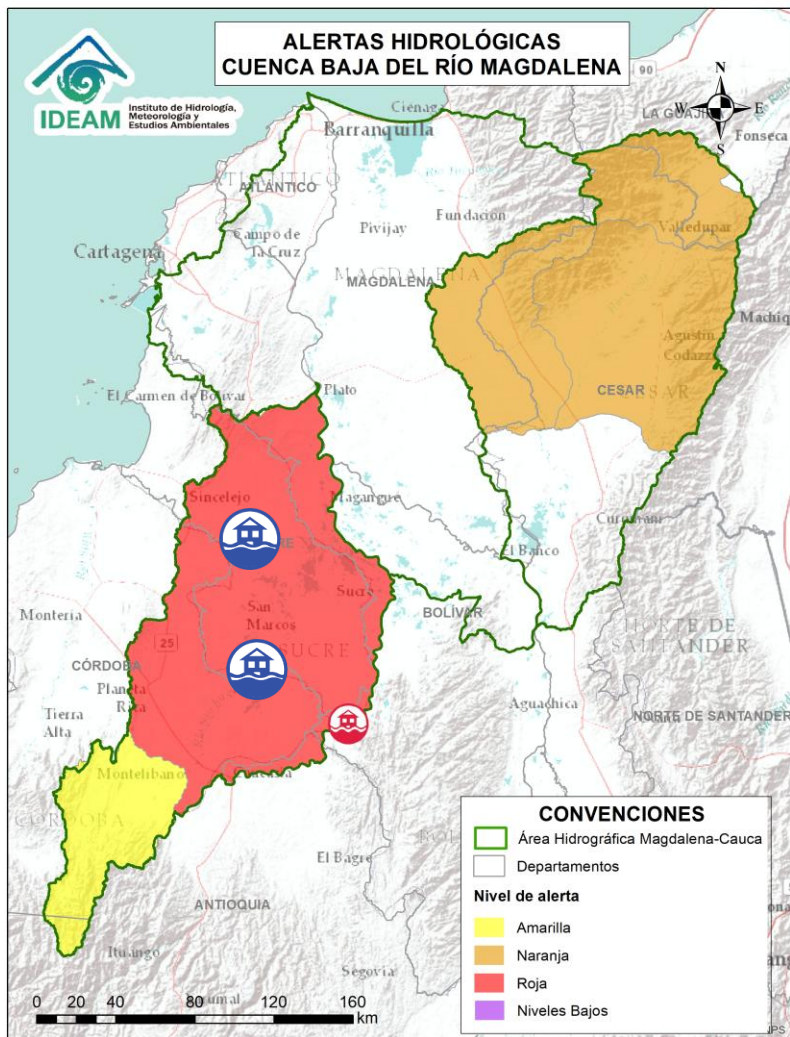 ALERTAS HIDROLÓGICAS
CUENCA BAJA DEL RÍO MAGDALENA
IDEAM
Instituto de Hidrología,
Meteorología y
Estudios Ambientales
N
W
E
S
90
Ciénaga
LA GUAJIRA
Fonseca
Barranquilla
ATLÁNTICO
Fundación
Pivijay
Campo de
la Cruz
Valledupar
Cartagena
MAGDALENA
MAGDALENA
Machiq
Agustín
Codazzi
CESAR
Plato
El Carmen de Bolívar
Sincelejo
Magangue
Curumaní
El Banco
Sucre
San
Marcos
BOLÍVAR
Montería
NORTE DE
SANTANDER
SUCRE
25
CÓRDOBA
Planeta
Rica
Aguachica
Tierra
Alta
NORTE DE SANTANDER
Montelíbano
CÓRDOBA
El Bagre
ANTIOQUIA
Ituango
Segovia
CONVENCIONES
Área Hidrográfica Magdalena-Cauca
Departamentos
Nivel de alerta
Amarilla
Naranja
Roja
Niveles Bajos
0 20 40 80 120 160
km